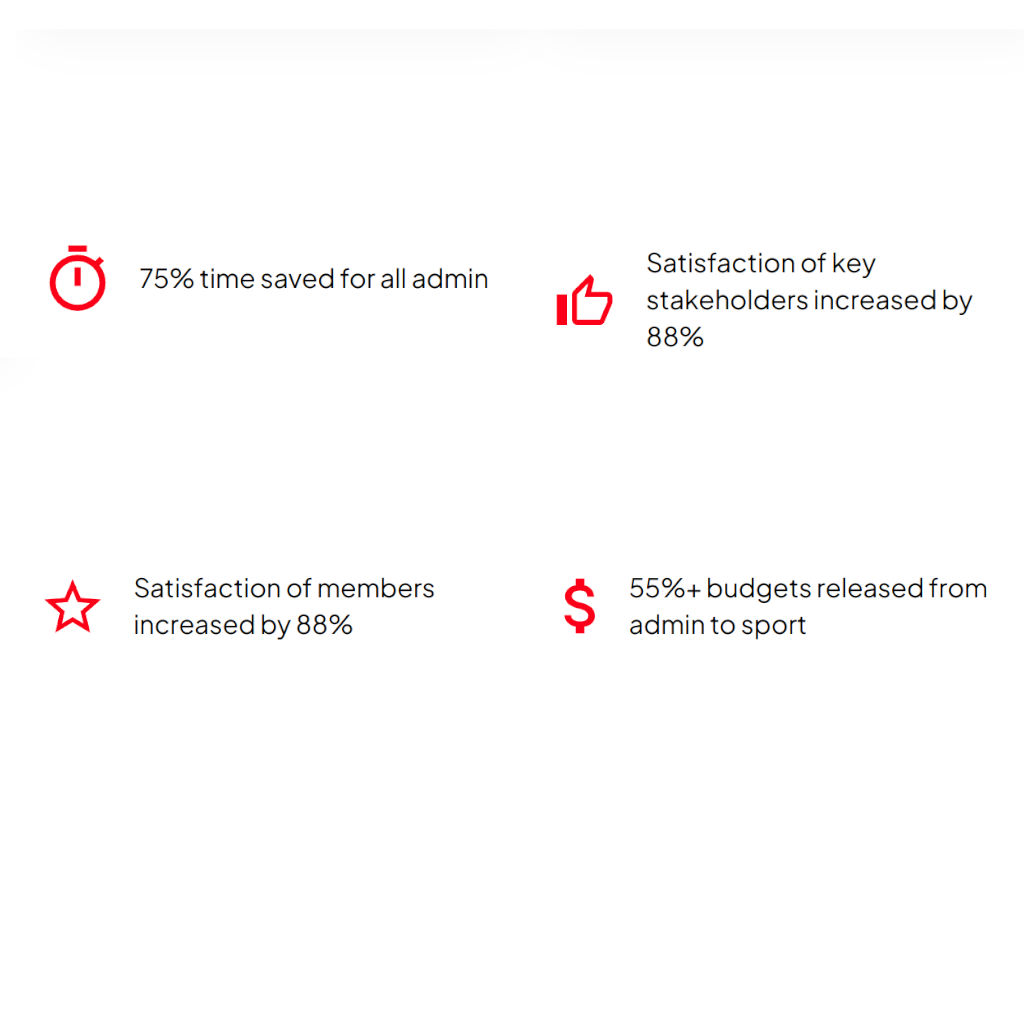 75% time saved for all admin
Satisfaction of key
stakeholders increased by
88%
Satisfaction of members
increased by 88%
55%+ budgets released from
admin to sport